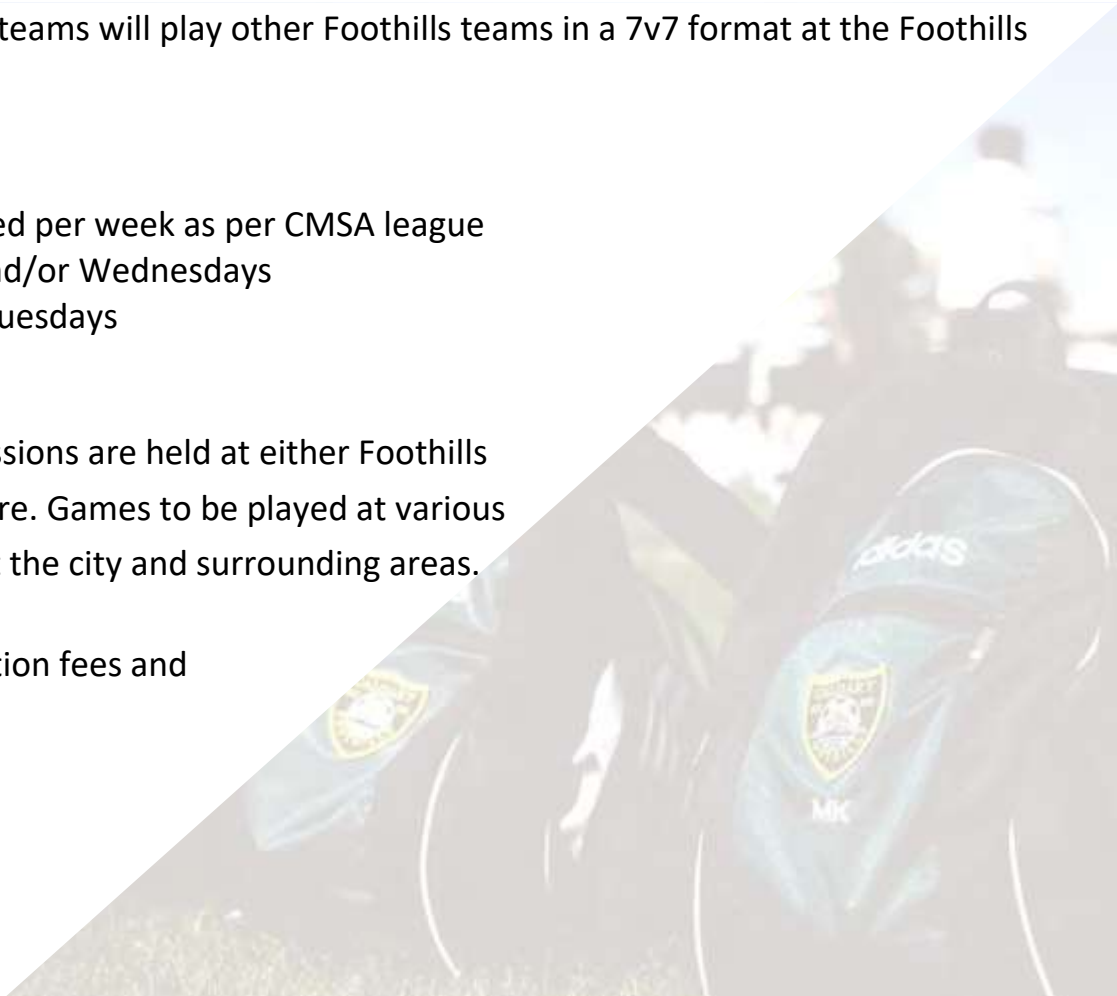 teams will play other Foothills teams in a 7v7 format at the Foothills
ed per week as per CMSA league
nd/or Wednesdays
uesdays
ssions are held at either Foothills
re. Games to be played at various
t the city and surrounding areas.
tion fees and
adidas
MK